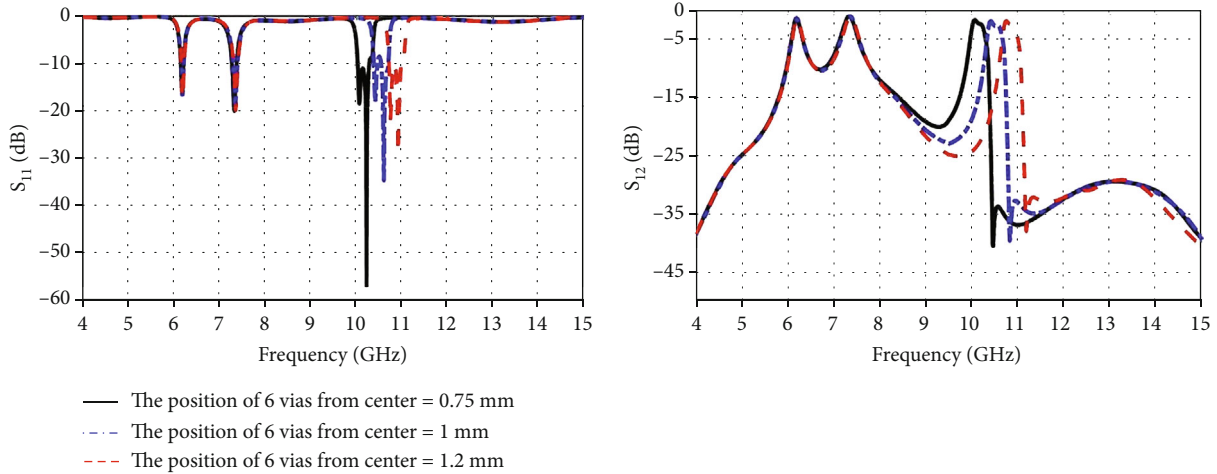 0
−10
−20
−30
−40
−50
−60
S11 (dB)
4 5 6 7 8 9 10 11 12 13 14 15
Frequency (GHz)
0
−5
−15
−25
−35
−45
S12 (dB)
4 5 6 7 8 9 10 11 12 13 14 15
Frequency (GHz)
The position of 6 vias from center = 0.75 mm
The position of 6 vias from center = 1 mm
The position of 6 vias from center = 1.2 mm